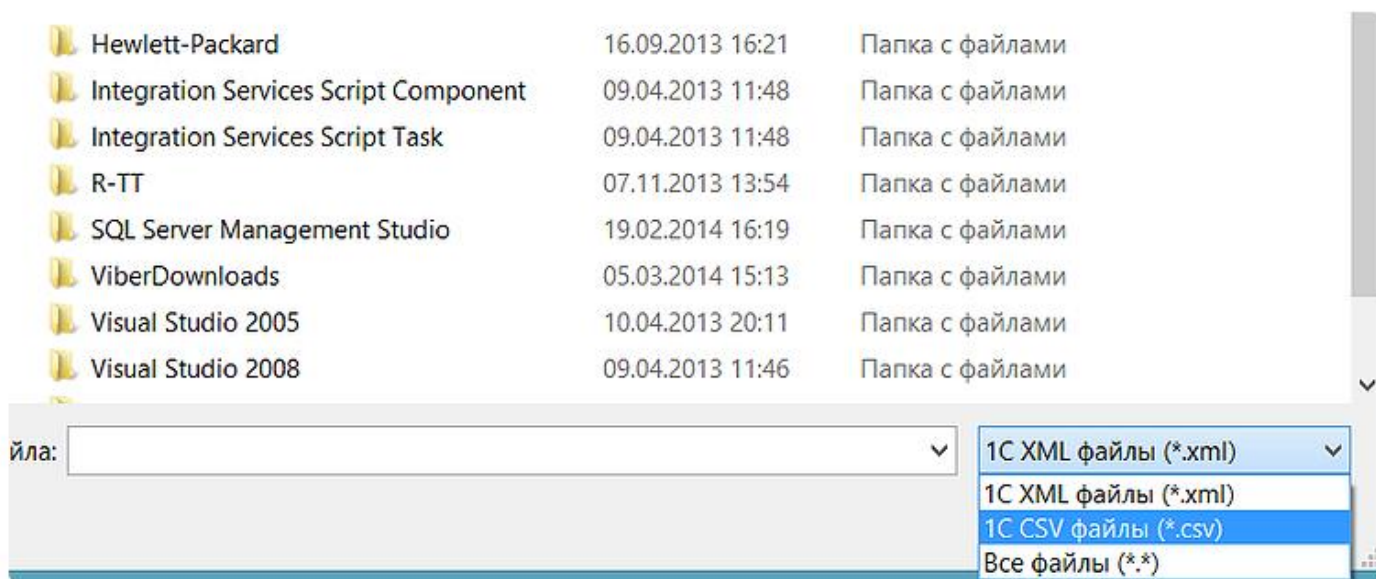 Hewlett-Packard 16.09.2013 16:21 Папка с файлами
Integration Services Script Component 09.04.2013 11:48 Папка с файлами
Integration Services Script Task 09.04.2013 11:48 Папка с файлами
R-TT 07.11.2013 13:54 Папка с файлами
SQL Server Management Studio 19.02.2014 16:19 Папка с файлами
ViberDownloads 05.03.2014 15:13 Папка с файлами
Visual Studio 2005 10.04.2013 20:11 Папка с файлами
Visual Studio 2008 09.04.2013 11:46 Папка с файлами
йла: 1C XML файлы (*.xml)
1C XML файлы (*.xml)
1C CSV файлы (*.csv)
Все файлы (*.*)